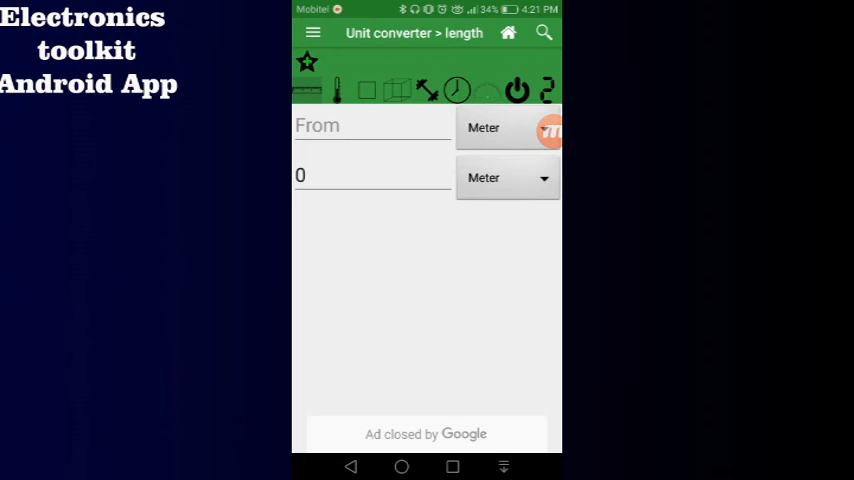 Electronics
toolkit
Android App
Mobitel 34% 4:21 PM
Unit converter > length
2
From Meter
0 Meter
Ad closed by Google